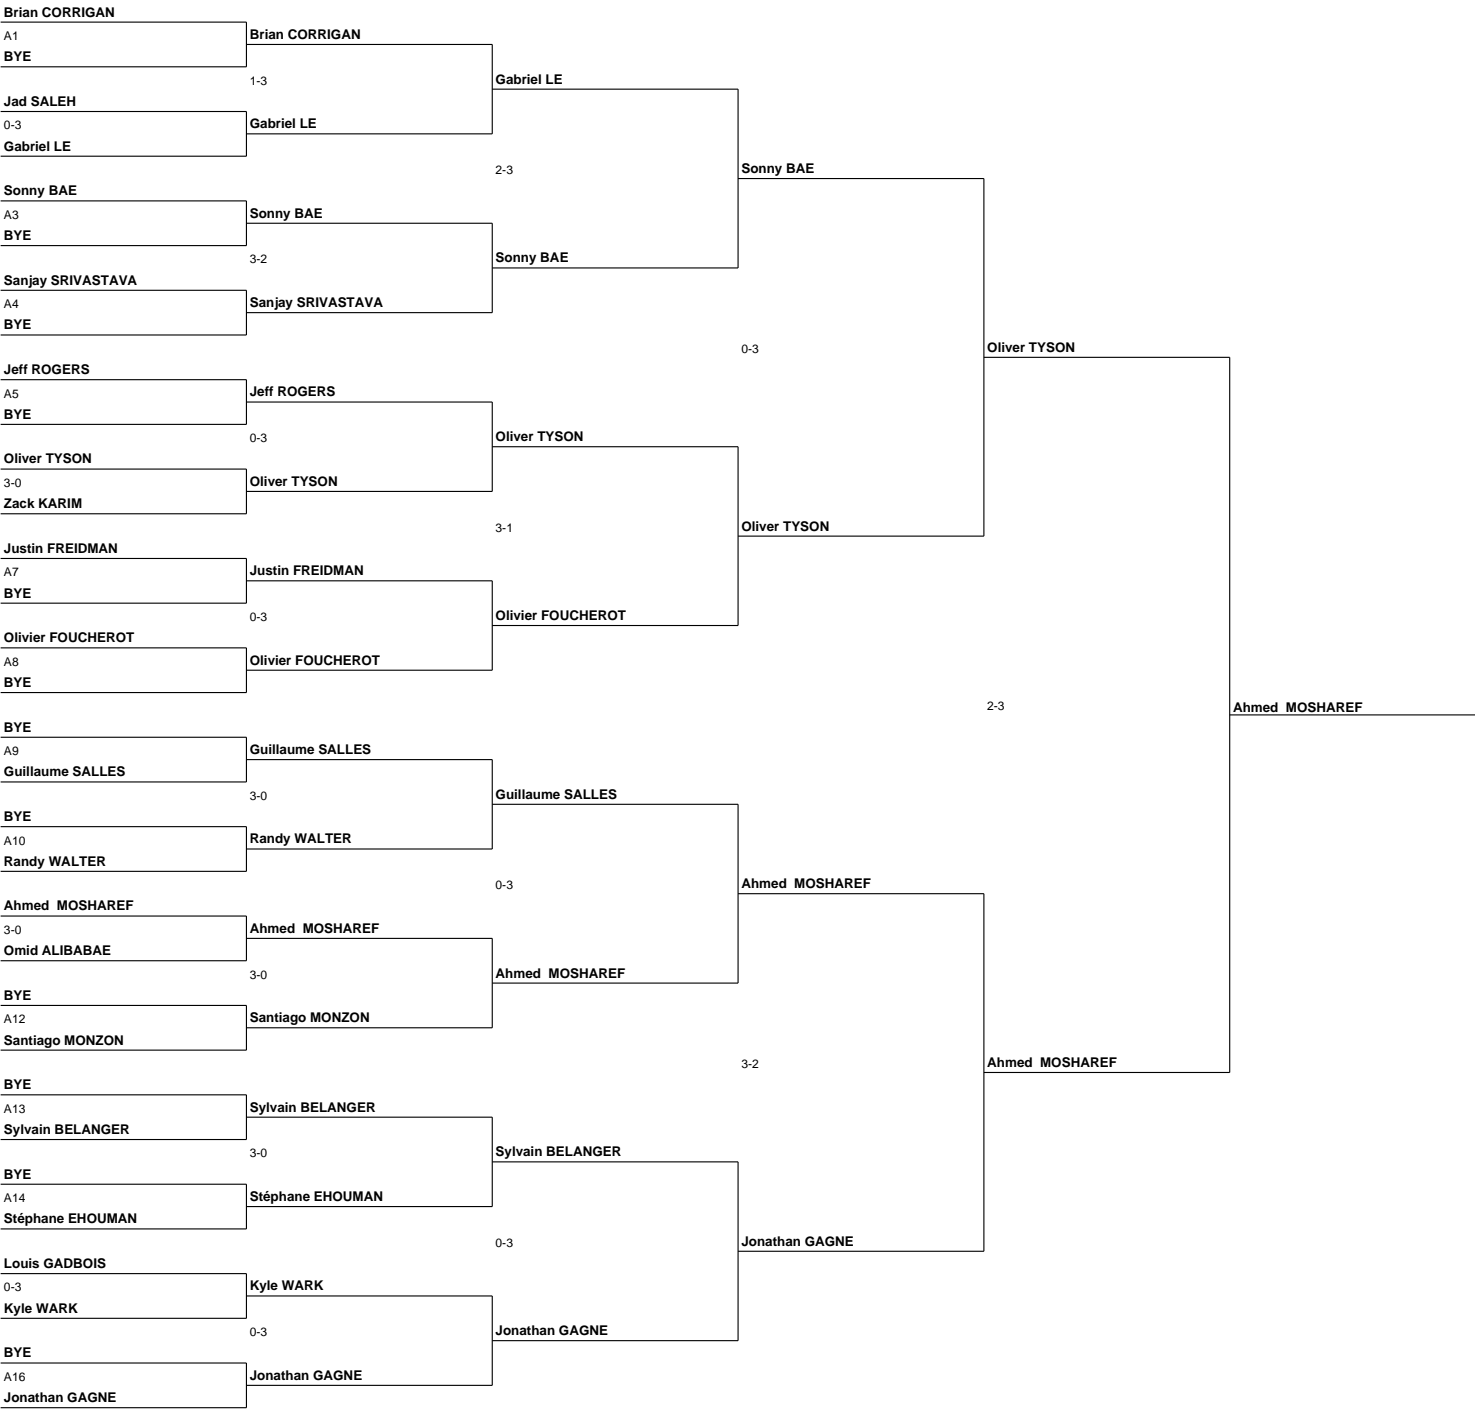 Brian CORRIGAN
A1
BYE
Jad SALEH
0-3
Gabriel LE
Sonny BAE
A3
BYE
Sanjay SRIVASTAVA
A4
BYE
Jeff ROGERS
A5
BYE
Oliver TYSON
3-0
Zack KARIM
Justin FREIDMAN
A7
BYE
Olivier FOUCHEROT
A8
BYE
BYE
A9
Guillaume SALLES
BYE
A10
Randy WALTER
Ahmed MOSHAREF
3-0
Omid ALIBABAE
BYE
A12
Santiago MONZON
BYE
A13
Sylvain BELANGER
BYE
A14
Stéphane EHOUMAN
Louis GADBOIS
0-3
Kyle WARK
BYE
A16
Jonathan GAGNE
Brian CORRIGAN
1-3
Gabriel LE
Sonny BAE
3-2
Sanjay SRIVASTAVA
Jeff ROGERS
0-3
Oliver TYSON
Justin FREIDMAN
0-3
Olivier FOUCHEROT
Guillaume SALLES
3-0
Randy WALTER
Ahmed MOSHAREF
3-0
Santiago MONZON
Sylvain BELANGER
3-0
Stéphane EHOUMAN
Kyle WARK
0-3
Jonathan GAGNE
Gabriel LE
2-3
Sonny BAE
Oliver TYSON
3-1
Olivier FOUCHEROT
Guillaume SALLES
0-3
Ahmed MOSHAREF
Sylvain BELANGER
0-3
Jonathan GAGNE
Sonny BAE
0-3
Oliver TYSON
Ahmed MOSHAREF
3-2
Jonathan GAGNE
Oliver TYSON
2-3
Ahmed MOSHAREF
Ahmed MOSHAREF